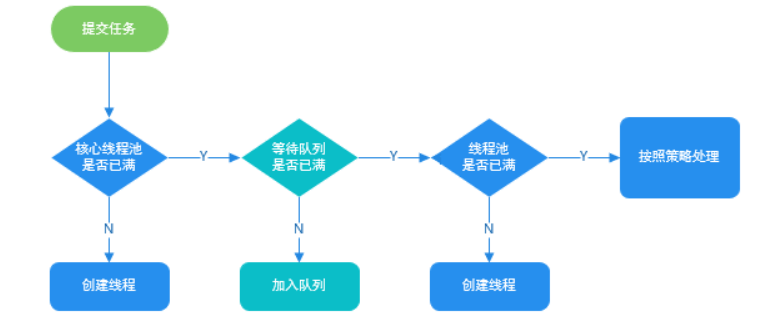 提交任务
核心线程池
是否已满
Y
等待队列
是否已满
Y
线程池
是否已满
Y
按照策略处理
N
N
N
创建线程
加入队列
创建线程